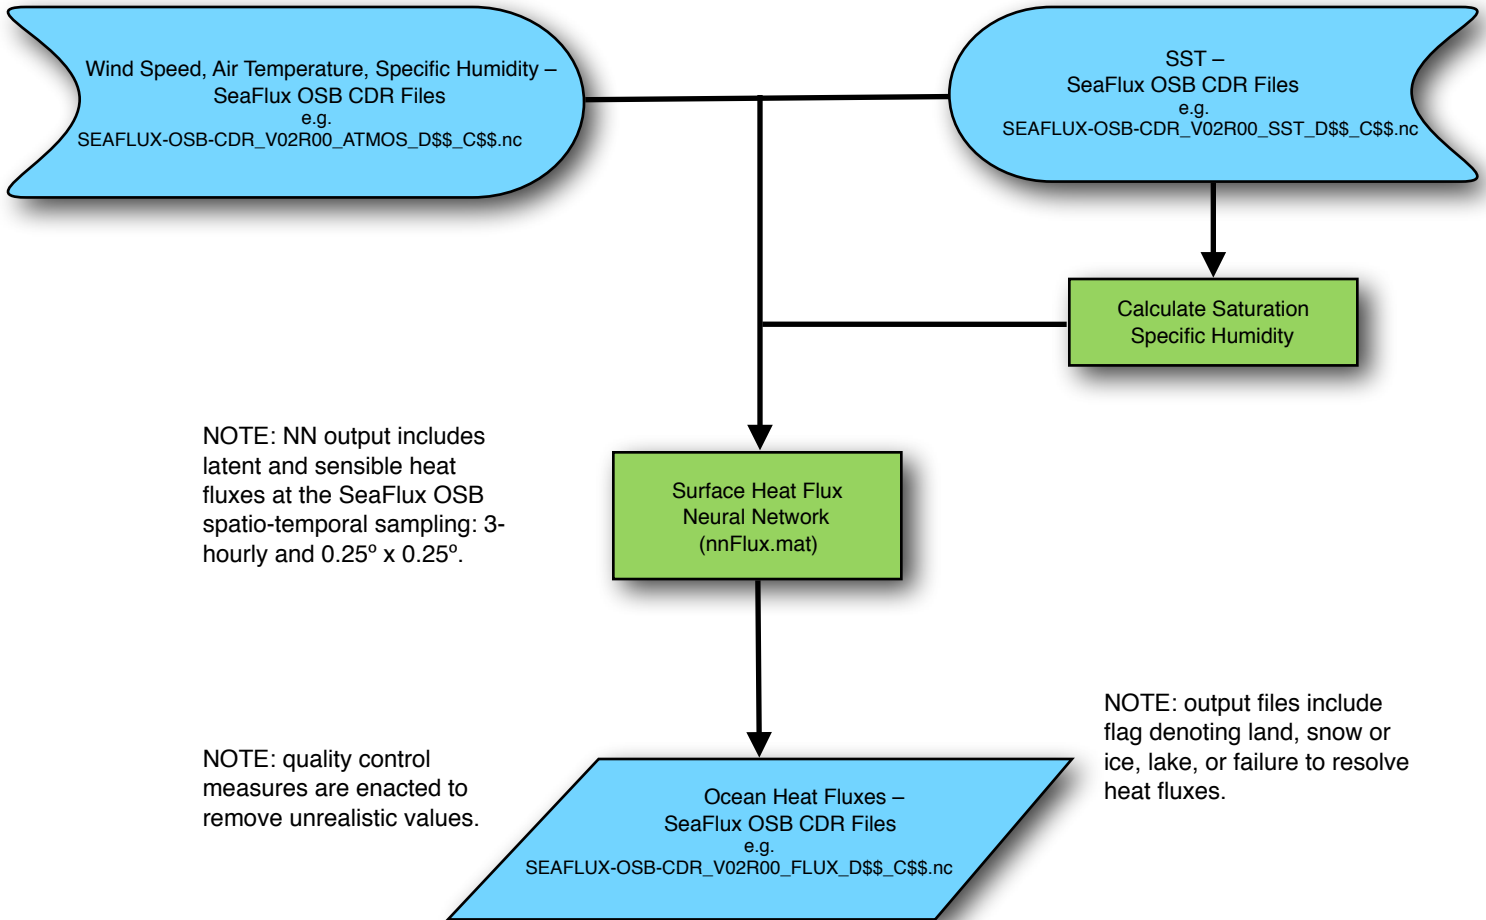 Wind Speed, Air Temperature, Specific Humidity –
SeaFlux OSB CDR Files
e.g.
SEAFLUX-OSB-CDR_V02R00_ATMOS_D$$_C$$.nc
SST –
SeaFlux OSB CDR Files
e.g.
SEAFLUX-OSB-CDR_V02R00_SST_D$$_C$$.nc
Calculate Saturation
Specific Humidity
NOTE: NN output includes
latent and sensible heat
fluxes at the SeaFlux OSB
spatio-temporal sampling: 3-
hourly and 0.25º x 0.25º.
Surface Heat Flux
Neural Network
(nnFlux.mat)
NOTE: quality control
measures are enacted to
remove unrealistic values.
Ocean Heat Fluxes –
SeaFlux OSB CDR Files
e.g.
SEAFLUX-OSB-CDR_V02R00_FLUX_D$$_C$$.nc
NOTE: output files include
flag denoting land, snow or
ice, lake, or failure to resolve
heat fluxes.